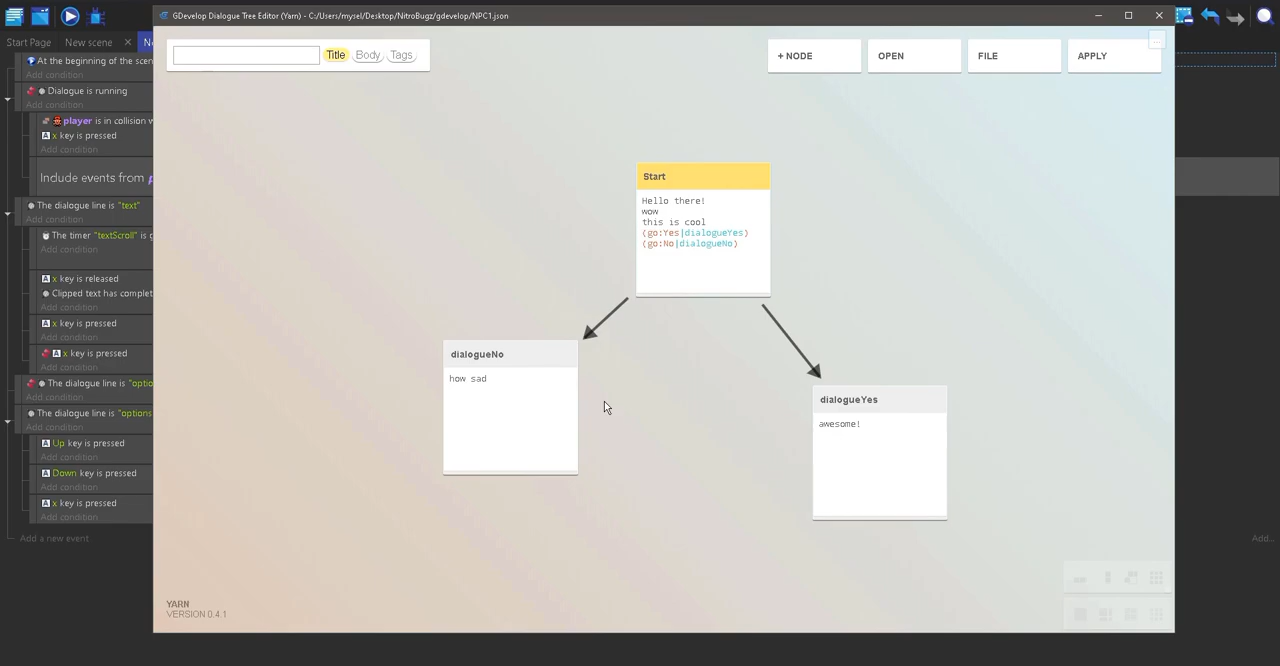 GDevelop Dialogue Tree Editor (Yarn) - C:/Users/mysel/Desktop/NitroBugz/gdevelop/NPC1.json
Start Page
New scene
At the beginning of the scen
Add condition
Dialogue is running
Add condition
player is in collision w
x key is pressed
Add condition
Include events from
The dialogue line is "text"
Add condition
The timer "textScroll" is g
Add condition
x key is released
Clipped text has complet
Add condition
x key is pressed
Add condition
x key is pressed
Add condition
The dialogue line is "optio
Add condition
The dialogue line is "options
Add condition
Up key is pressed
Add condition
Down key is pressed
Add condition
x key is pressed
Add condition
Add a new event
Add...
Title
Body
Tags
+ NODE
OPEN
FILE
APPLY
...
Start
Hello there!
wow
this is cool
(go:Yes|dialogueYes)
(go:No|dialogueNo)
dialogueNo
how sad
dialogueYes
awesome!
YARN
VERSION 0.4.1